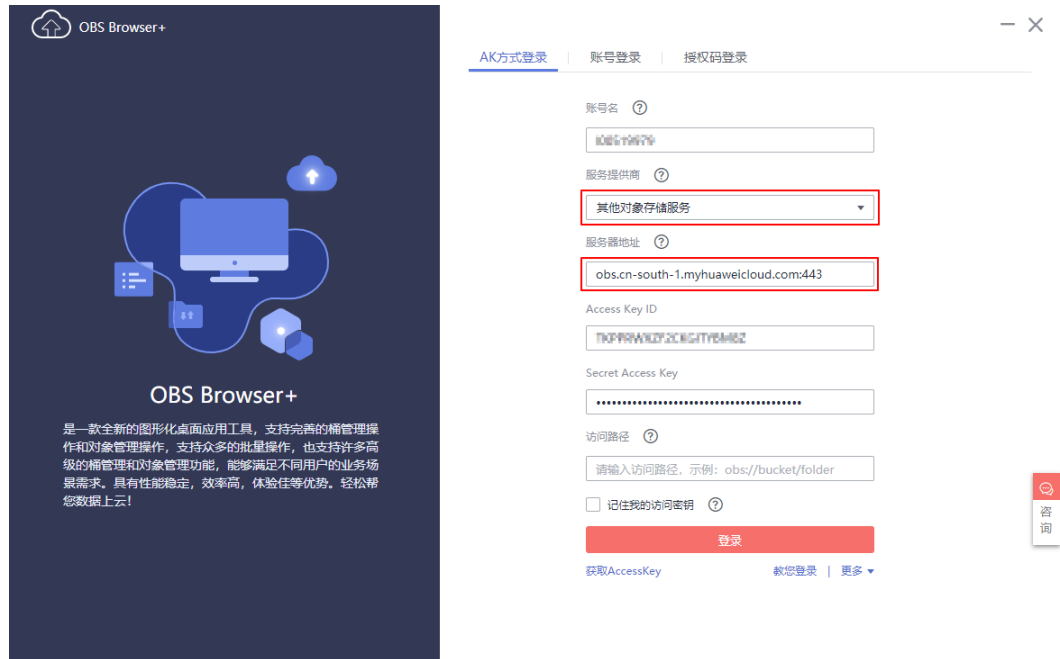 OBS Browser+
AK方式登录
账号登录
授权码登录
账号名 ?
服务提供商 ?
其他对象存储服务
服务器地址 ?
obs.cn-south-1.myhuaweicloud.com:443
Access Key ID
Secret Access Key
访问路径 ?
请输入访问路径，示例：obs://bucket/folder
记住我的访问密钥 ?
登录
获取AccessKey
教您登录 | 更多
OBS Browser+
是一款全新的图形化桌面应用工具，支持完善的桶管理操
作和对象管理操作，支持众多的批量操作，也支持许多高
级的桶管理和对象管理功能，能够满足不同用户的业务场
景需求。具有性能稳定，效率高，体验佳等优势。轻松帮
您数据上云！
咨
询